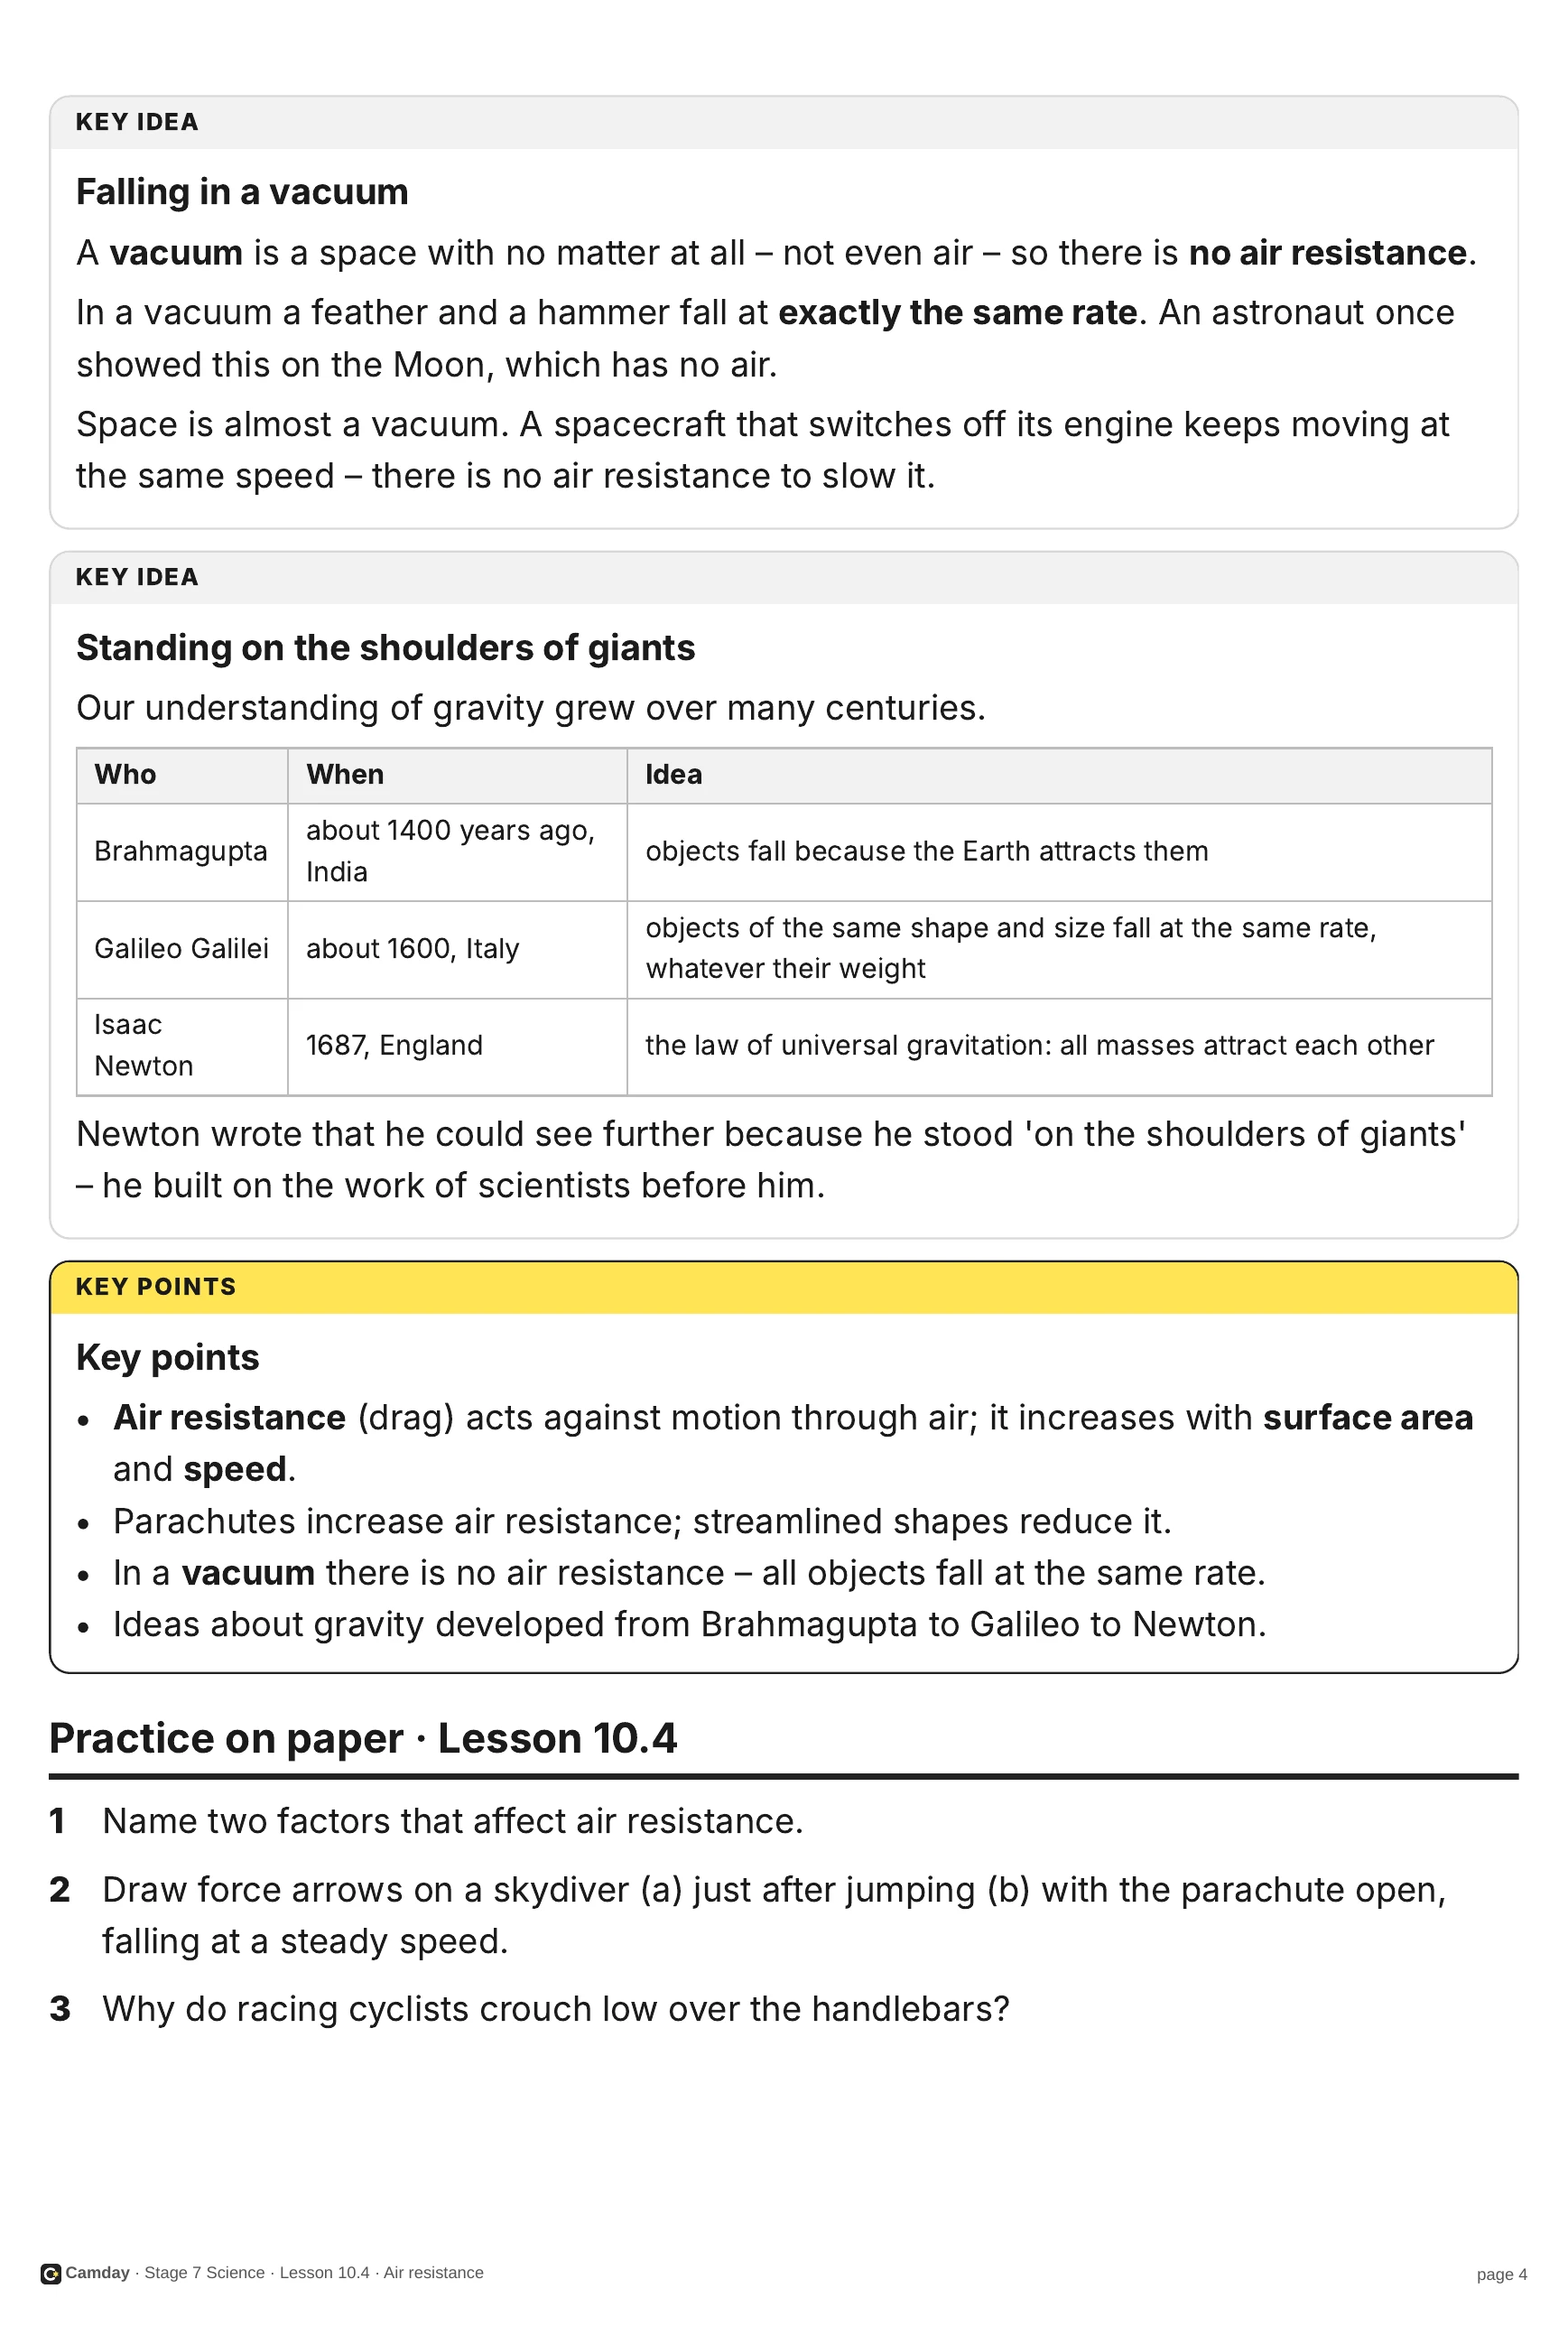 KEY IDEA
Falling in a vacuum
A vacuum is a space with no matter at all – not even air – so there is no air resistance.
In a vacuum a feather and a hammer fall at exactly the same rate. An astronaut once
showed this on the Moon, which has no air.
Space is almost a vacuum. A spacecraft that switches off its engine keeps moving at
the same speed – there is no air resistance to slow it.
KEY IDEA
Standing on the shoulders of giants
Our understanding of gravity grew over many centuries.
Who When Idea
Brahmagupta about 1400 years ago, India objects fall because the Earth attracts them
Galileo Galilei about 1600, Italy objects of the same shape and size fall at the same rate, whatever their weight
Isaac Newton 1687, England the law of universal gravitation: all masses attract each other
Newton wrote that he could see further because he stood 'on the shoulders of giants'
– he built on the work of scientists before him.
KEY POINTS
Key points
• Air resistance (drag) acts against motion through air; it increases with surface area
and speed.
• Parachutes increase air resistance; streamlined shapes reduce it.
• In a vacuum there is no air resistance – all objects fall at the same rate.
• Ideas about gravity developed from Brahmagupta to Galileo to Newton.
Practice on paper · Lesson 10.4
1 Name two factors that affect air resistance.
2 Draw force arrows on a skydiver (a) just after jumping (b) with the parachute open,
falling at a steady speed.
3 Why do racing cyclists crouch low over the handlebars?
Camday · Stage 7 Science · Lesson 10.4 · Air resistance page 4